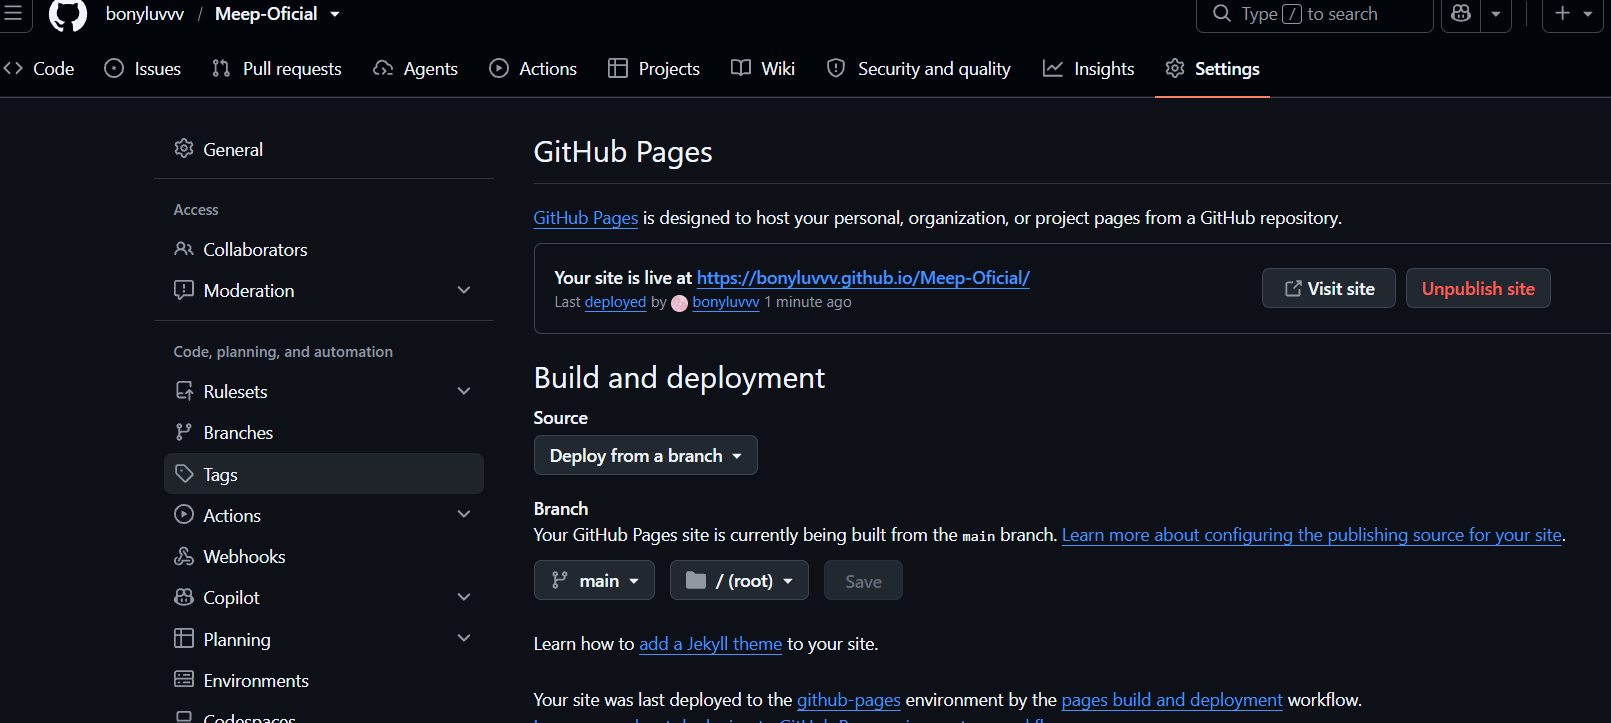 bonyluvvv / Meep-Oficial
Type / to search
Code
Issues
Pull requests
Agents
Actions
Projects
Wiki
Security and quality
Insights
Settings
General
Access
Collaborators
Moderation
Code, planning, and automation
Rulesets
Branches
Tags
Actions
Webhooks
Copilot
Planning
Environments
Codespaces
GitHub Pages
GitHub Pages is designed to host your personal, organization, or project pages from a GitHub repository.
Your site is live at https://bonyluvvv.github.io/Meep-Oficial/
Last deployed by bonyluvvv 1 minute ago
Visit site
Unpublish site
Build and deployment
Source
Deploy from a branch
Branch
Your GitHub Pages site is currently being built from the main branch. Learn more about configuring the publishing source for your site.
main
/ (root)
Save
Learn how to add a Jekyll theme to your site.
Your site was last deployed to the github-pages environment by the pages build and deployment workflow.